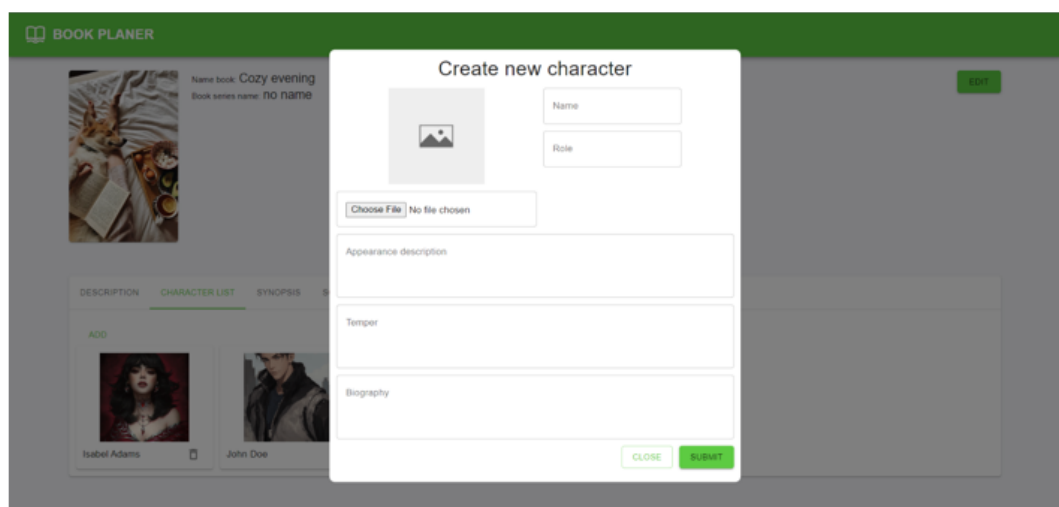 BOOK PLANER
Name book: Cozy evening
Book series name: no name
EDIT
Create new character
Name
Role
Choose File No file chosen
Appearance description
Temper
Biography
CLOSE SUBMIT
DESCRIPTION CHARACTER LIST SYNOPSIS
ADD
Isabel Adams
John Doe